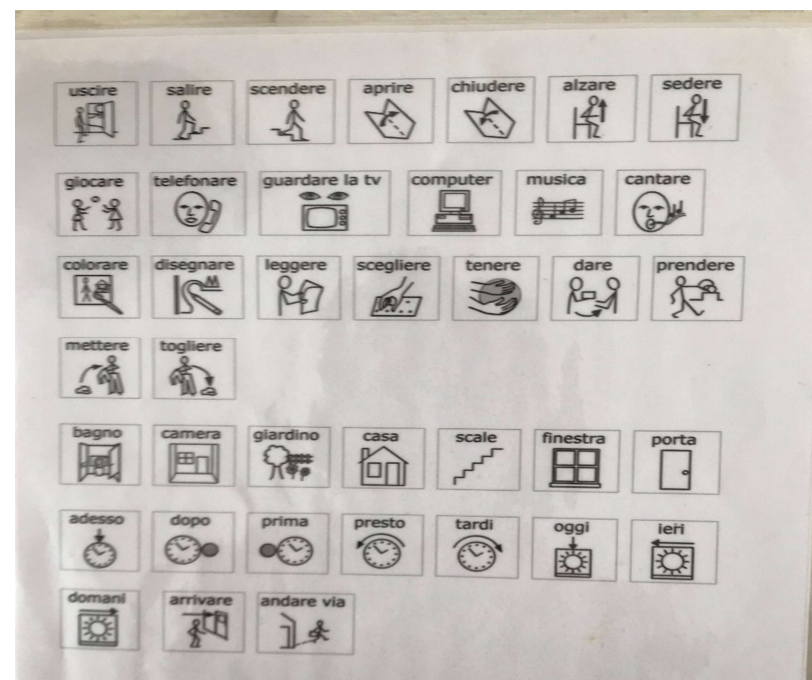 uscire salire scendere aprire chiudere alzare sedere
giocare telefonare guardare la tv computer musica cantare
colorare disegnare leggere scegliere tenere dare prendere
mettere togliere
bagno camera giardino casa scale finestra porta
adesso dopo prima presto tardi oggi ieri
domani arrivare andare via